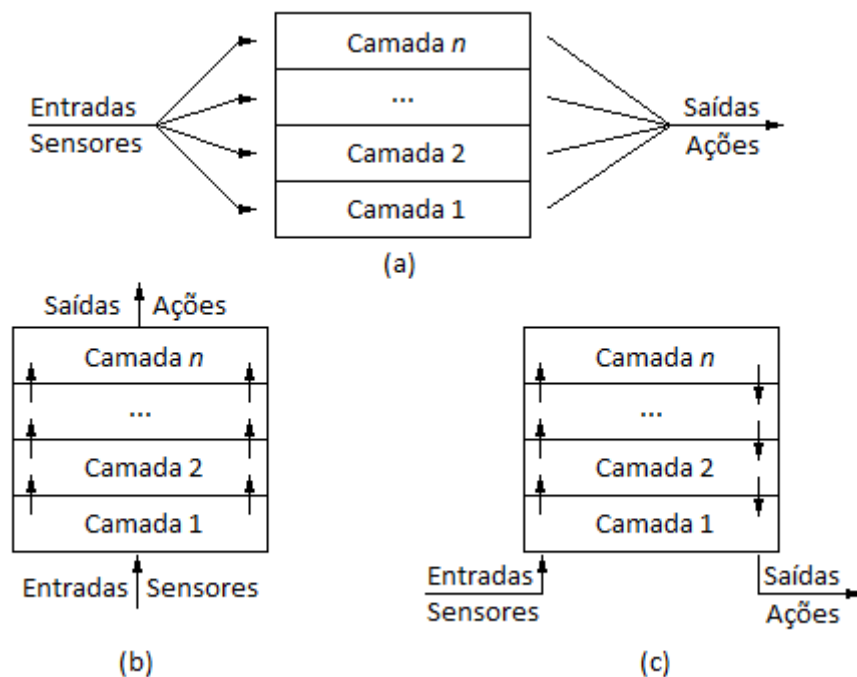 Camada n
...
Camada 2
Camada 1
Entradas
Sensores
Saídas
Ações
(a)
Saídas Ações
Camada n
...
Camada 2
Camada 1
Entradas Sensores
(b)
Camada n
...
Camada 2
Camada 1
Entradas
Sensores
Saídas
Ações
(c)